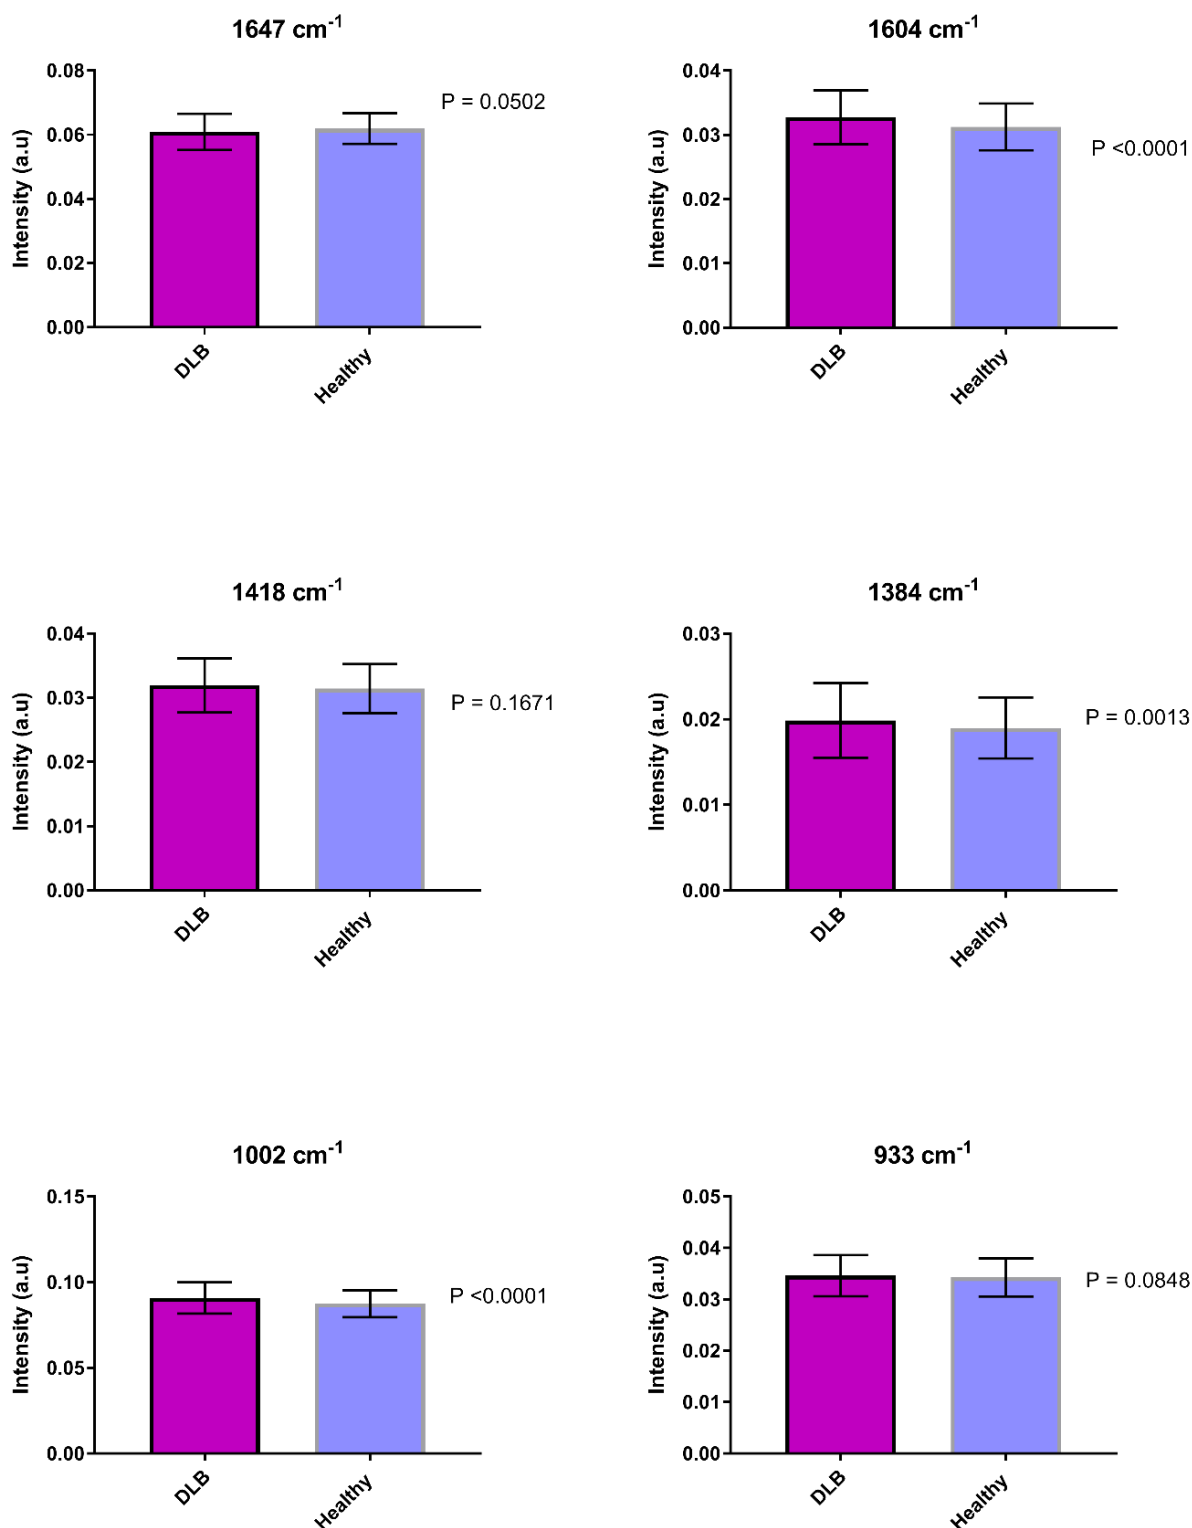 1647 cm⁻¹
0.08
0.06
0.04
0.02
0.00
Intensity (a.u)
DLB
Healthy
P = 0.0502
1604 cm⁻¹
0.04
0.03
0.02
0.01
0.00
Intensity (a.u)
DLB
Healthy
P <0.0001
1418 cm⁻¹
0.04
0.03
0.02
0.01
0.00
Intensity (a.u)
DLB
Healthy
P = 0.1671
1384 cm⁻¹
0.03
0.02
0.01
0.00
Intensity (a.u)
DLB
Healthy
P = 0.0013
1002 cm⁻¹
0.15
0.10
0.05
0.00
Intensity (a.u)
DLB
Healthy
P <0.0001
933 cm⁻¹
0.05
0.04
0.03
0.02
0.01
0.00
Intensity (a.u)
DLB
Healthy
P = 0.0848